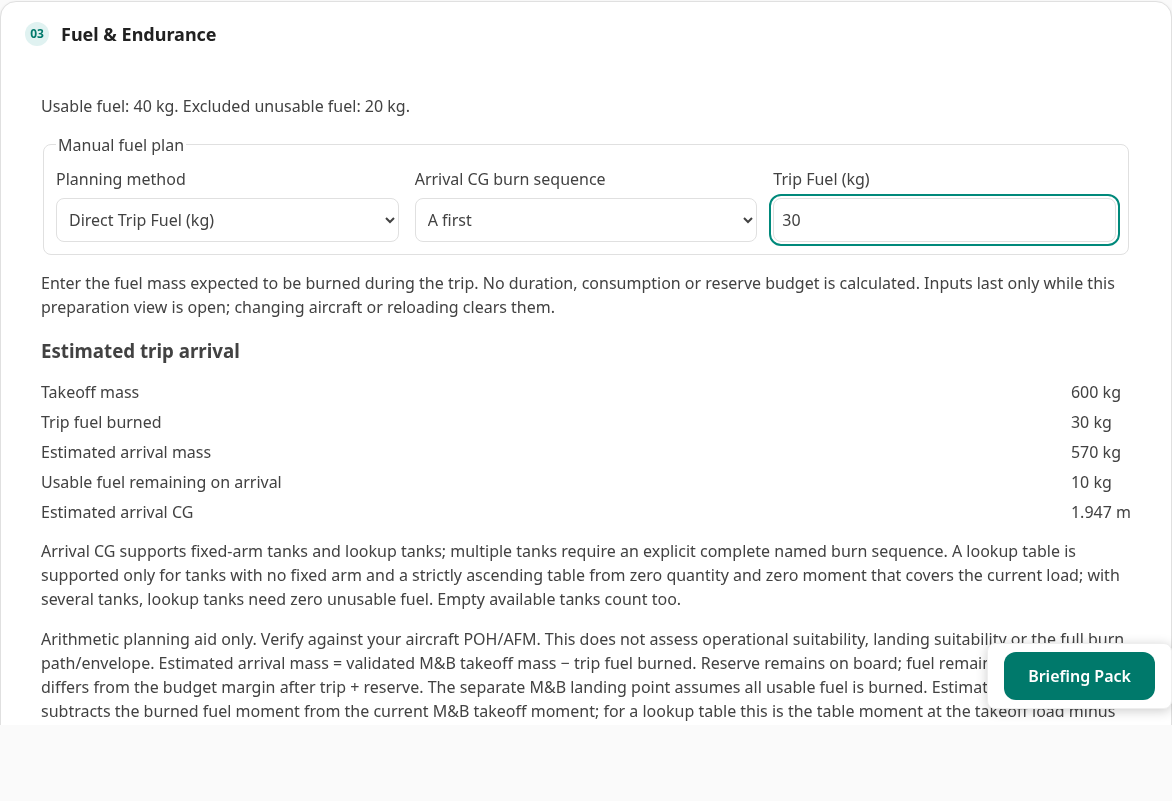 03 Fuel & Endurance
Usable fuel: 40 kg. Excluded unusable fuel: 20 kg.
Manual fuel plan
Planning method
Arrival CG burn sequence
Trip Fuel (kg)
Direct Trip Fuel (kg)
A first
30
Enter the fuel mass expected to be burned during the trip. No duration, consumption or reserve budget is calculated. Inputs last only while this
preparation view is open; changing aircraft or reloading clears them.
Estimated trip arrival
Takeoff mass 600 kg
Trip fuel burned 30 kg
Estimated arrival mass 570 kg
Usable fuel remaining on arrival 10 kg
Estimated arrival CG 1.947 m
Arrival CG supports fixed-arm tanks and lookup tanks; multiple tanks require an explicit complete named burn sequence. A lookup table is
supported only for tanks with no fixed arm and a strictly ascending table from zero quantity and zero moment that covers the current load; with
several tanks, lookup tanks need zero unusable fuel. Empty available tanks count too.
Arithmetic planning aid only. Verify against your aircraft POH/AFM. This does not assess operational suitability, landing suitability or the full burn
path/envelope. Estimated arrival mass = validated M&B takeoff mass − trip fuel burned. Reserve remains on board; fuel
differs from the budget margin after trip + reserve. The separate M&B landing point assumes all usable fuel is burned.
subtracts the burned fuel moment from the current M&B takeoff moment; for a lookup table this is the table moment at the takeoff load minus
Briefing Pack